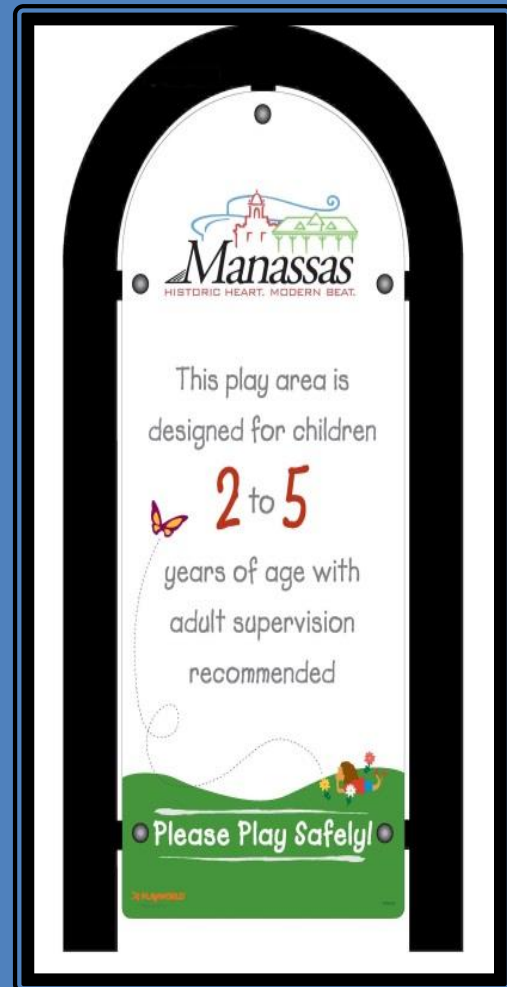 Manassas
HISTORIC HEART. MODERN BEAT.
This play area is
designed for children
2 to 5
years of age with
adult supervision
recommended
Please Play Safely!
PLAYWORLD